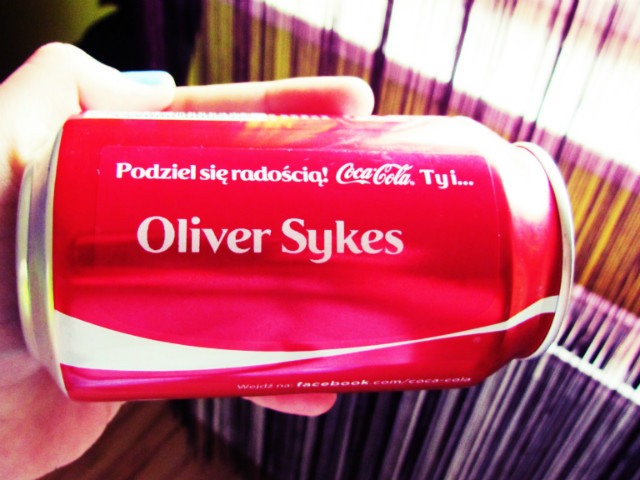 Podziel się radością! Coca-Cola. Ty i...
Oliver Sykes
Wejdź na: facebook.com/coca-cola